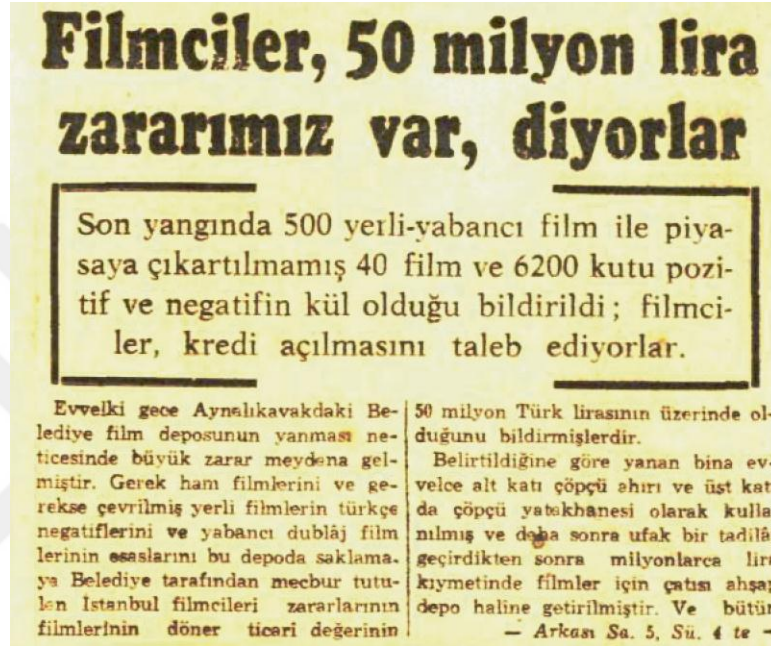 Filmciler, 50 milyon lira
zararımız var, diyorlar
Son yangında 500 yerli-yabancı film ile piya-
saya çıkartılmamış 40 film ve 6200 kutu pozi-
tif ve negatifin kül olduğu bildirildi; filmci-
ler, kredi açılmasını taleb ediyorlar.
Evvelki gece Aynalıkavakdaki Be-
lediye film deposunun yanması ne-
ticesinde büyük zarar meydana gel-
miştir. Gerek ham filmlerini ve ge-
rekse çevrilmiş yerli filmlerin türkçe
negatiflerini ve yabancı dublâj film
lerinin esaslarını bu depoda saklama-
ya Belediye tarafından mecbur tutu-
lan İstanbul filmcileri zararlarının
filmlerinin döner ticari değerinin
50 milyon Türk lirasının üzerinde ol-
duğunu bildirmişlerdir.
Belirtildiğine göre yanan bina ev-
velce alt katı çöpçü ahırı ve üst kat
da çöpçü yatakhanesi olarak kulla
nılmış ve daha sonra ufak bir tadilâ
geçirdikten sonra milyonlarca lira
kıymetinde filmler için çatısı ahşap
depo haline getirilmiştir. Ve bütün
— Arkası Sa. 5, Sü. 4 te —